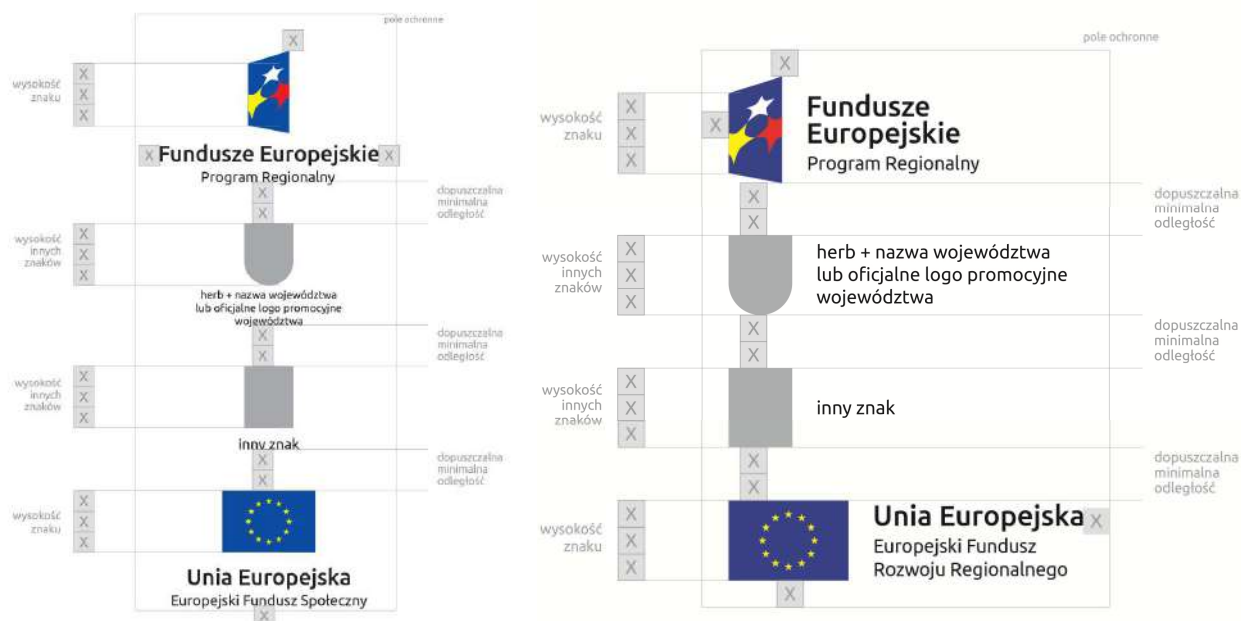 pole ochronne
X
wysokość
znaku
X
X
X
X Fundusze Europejskie X
Program Regionalny
X
X
dopuszczalna
minimalna
odległość
wysokość
innych
znaków
X
X
X
herb + nazwa województwa
lub oficjalne logo promocyjne
województwa
X
X
dopuszczalna
minimalna
odległość
wysokość
innych
znaków
X
X
X
inny znak
X
X
dopuszczalna
minimalna
odległość
wysokość
znaku
X
X
X
Unia Europejska
Europejski Fundusz Społeczny
X
pole ochronne
X
wysokość
znaku
X
X
X
X
Fundusze
Europejskie
Program Regionalny
X
X
dopuszczalna
minimalna
odległość
wysokość
innych
znaków
X
X
X
herb + nazwa województwa
lub oficjalne logo promocyjne
województwa
X
X
dopuszczalna
minimalna
odległość
wysokość
innych
znaków
X
X
X
inny znak
X
X
dopuszczalna
minimalna
odległość
wysokość
znaku
X
X
X
Unia Europejska X
Europejski Fundusz
Rozwoju Regionalnego
X